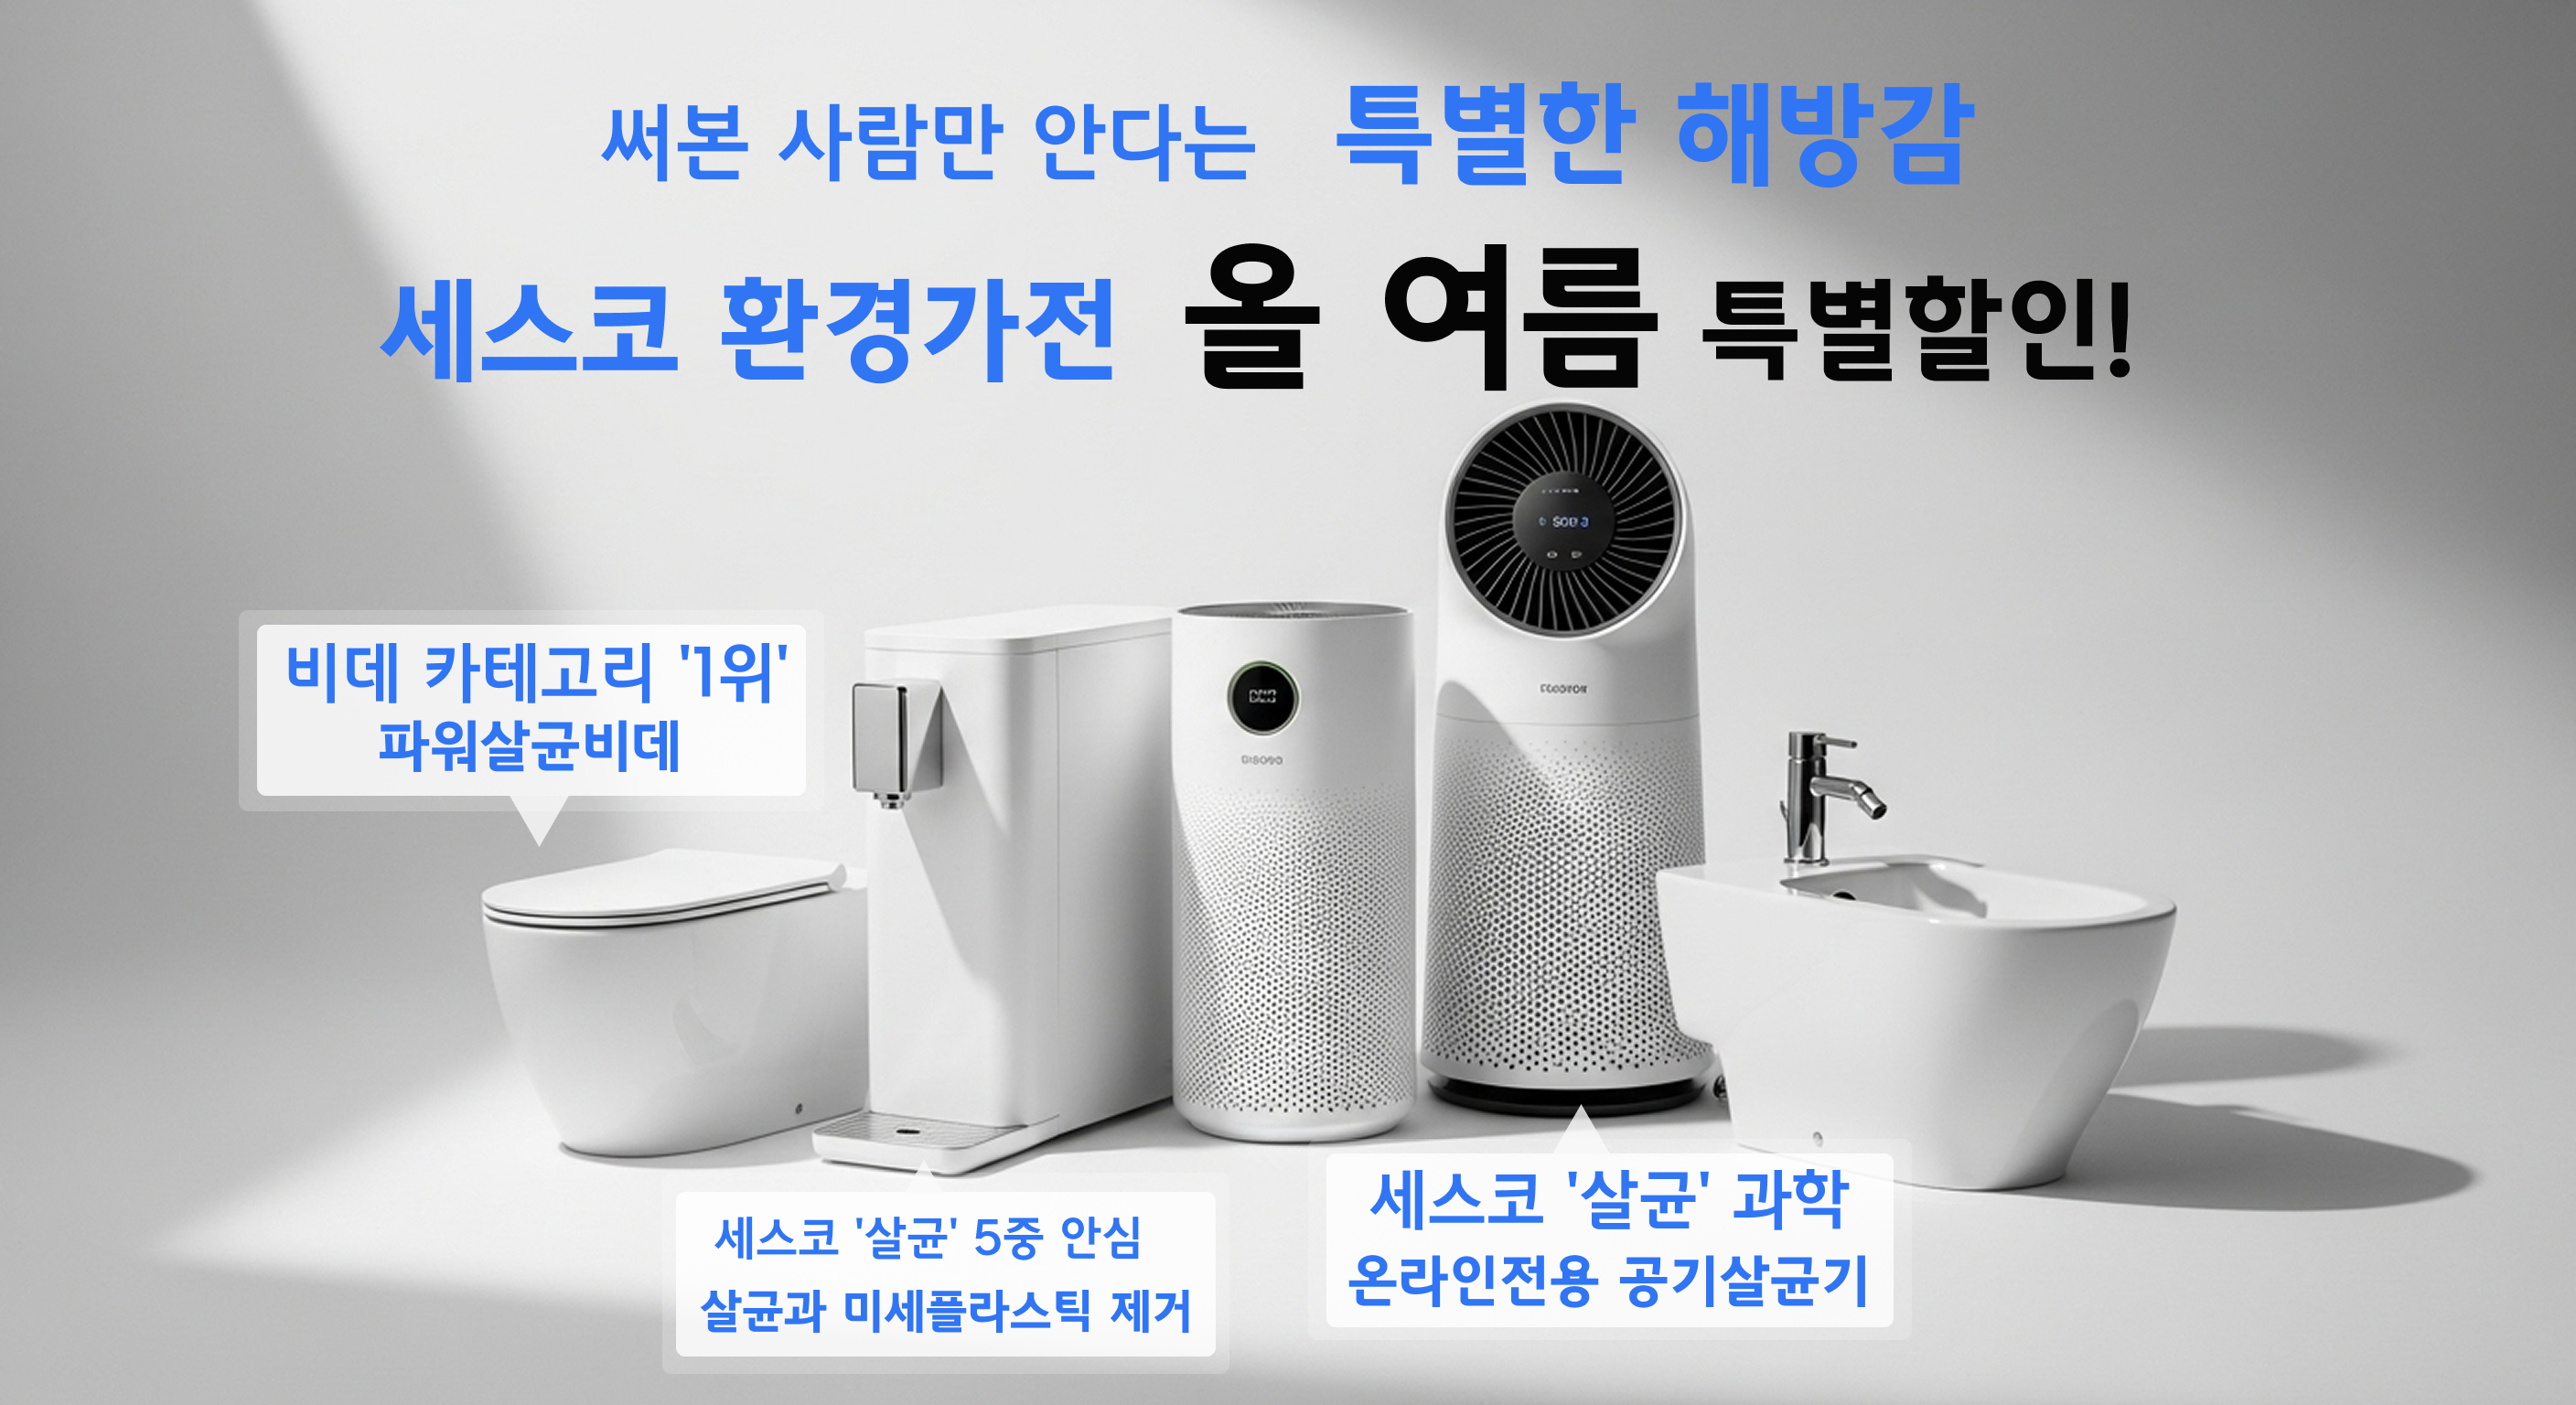 써본 사람만 안다는 특별한 해방감
세스코 환경가전 올 여름 특별할인!
비데 카테고리 '1위'
파워살균비데
세스코 '살균' 5중 안심
살균과 미세플라스틱 제거
세스코 '살균' 과학
온라인전용 공기살균기